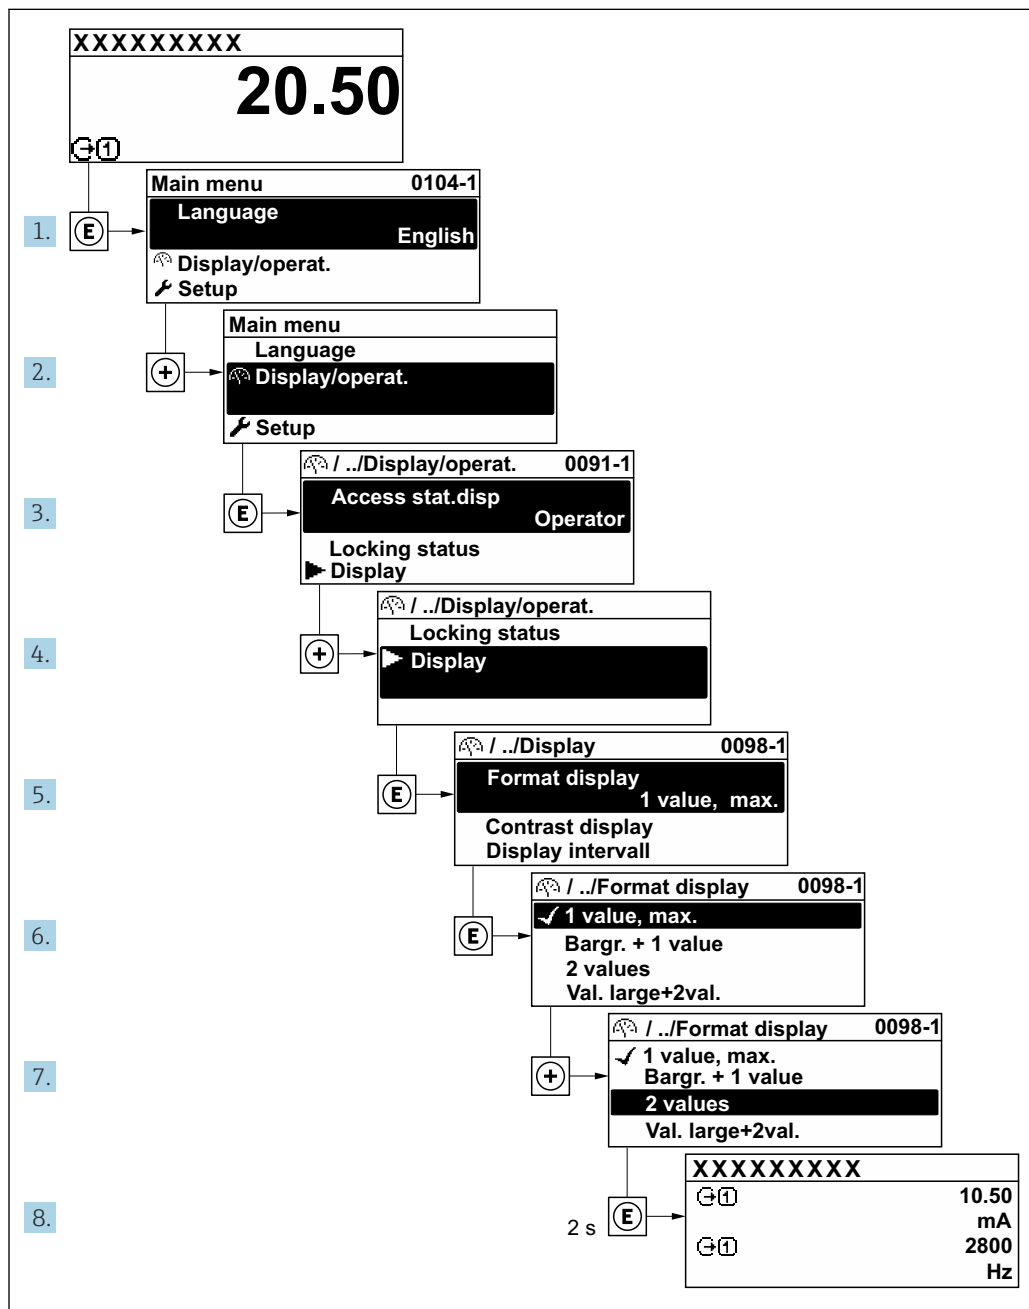 XXXXXXXXX
20.50
1
Main menu 0104-1
1. E Language
English
Display/operat.
Setup
Main menu
Language
2. + Display/operat.
Setup
/ ../Display/operat. 0091-1
3. E Access stat.disp
Operator
Locking status
Display
/ ../Display/operat.
Locking status
4. + Display
/ ../Display 0098-1
5. E Format display
1 value, max.
Contrast display
Display intervall
/ ../Format display 0098-1
6. E 1 value, max.
Bargr. + 1 value
2 values
Val. large+2val.
/ ../Format display 0098-1
1 value, max.
7. + Bargr. + 1 value
2 values
Val. large+2val.
XXXXXXXXX
1 10.50
8. 2 s E mA
1 2800
Hz